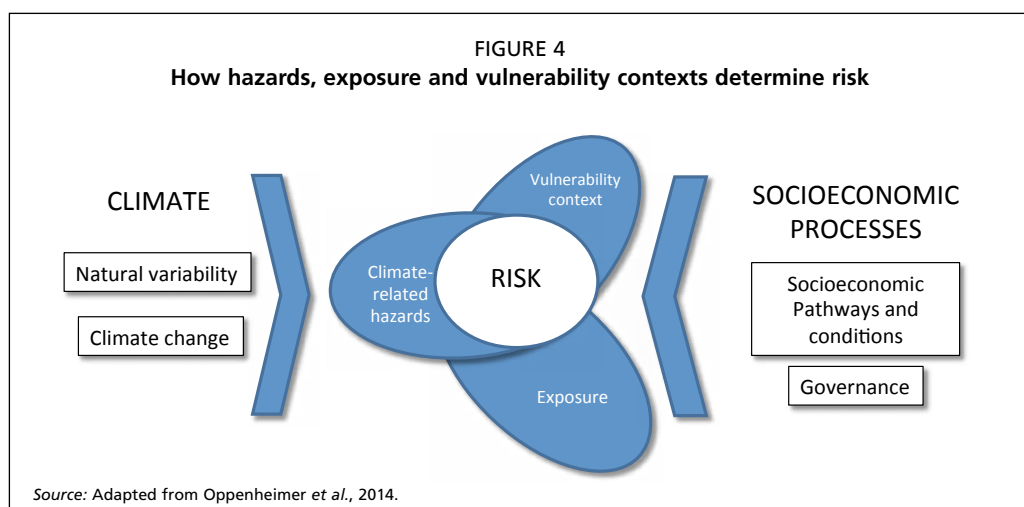 FIGURE 4
How hazards, exposure and vulnerability contexts determine risk
CLIMATE
Natural variability
Climate change
Vulnerability
context
Climate-
related
hazards
RISK
Exposure
SOCIOECONOMIC
PROCESSES
Socioeconomic
Pathways and
conditions
Governance
Source: Adapted from Oppenheimer et al., 2014.